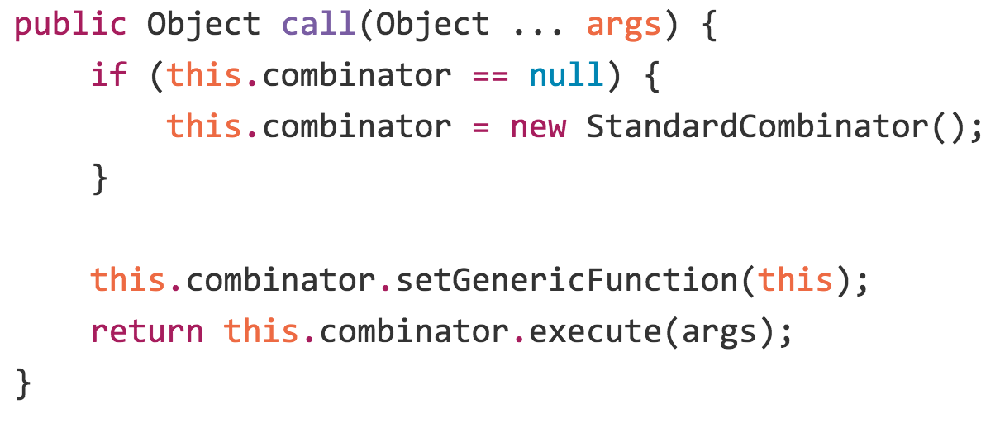 public Object call(Object ... args) {
if (this.combinator == null) {
this.combinator = new StandardCombinator();
}
this.combinator.setGenericFunction(this);
return this.combinator.execute(args);
}